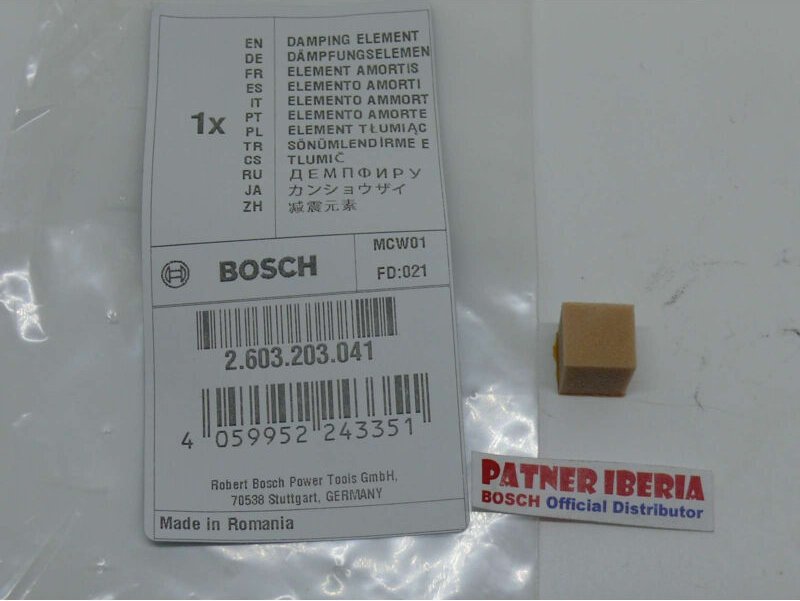 1x
EN DAMPING ELEMENT
DE DÄMPFUNGSELEMEN
FR ELEMENT AMORTIS
ES ELEMENTO AMORTI
IT ELEMENTO AMMORT
PT ELEMENTO AMORTE
PL ELEMENT TŁUMIĄC
TR SÖNÜMLENDİRME E
CS TLUMIČ
RU ДЕМПФИРУ
JA カンショウザイ
ZH 减震元素
BOSCH
MCW01
FD:021
2.603.203.041
4 059952 243351
Robert Bosch Power Tools GmbH,
70538 Stuttgart, GERMANY
Made in Romania
PATNER IBERIA
BOSCH Official Distributor